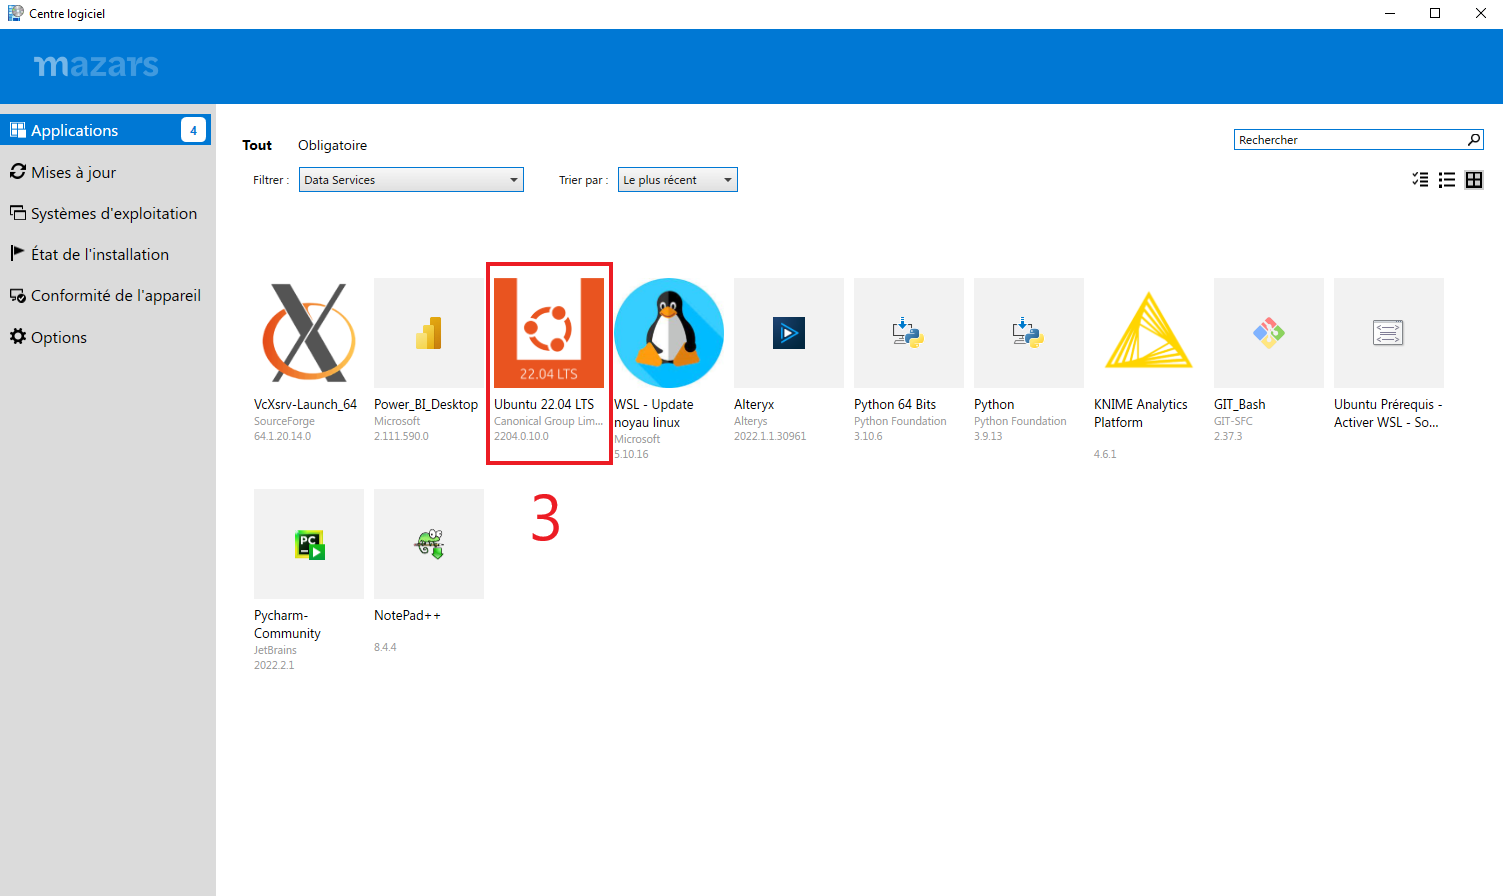 Centre logiciel
mazars
Applications 4
Mises à jour
Systèmes d'exploitation
État de l'installation
Conformité de l'appareil
Options
Tout Obligatoire
Rechercher
Filtrer : Data Services Trier par : Le plus récent
22.04 LTS
VcXsrv-Launch_64
SourceForge
64.1.20.14.0
Power_BI_Desktop
Microsoft
2.111.590.0
Ubuntu 22.04 LTS
Canonical Group Lim...
2204.0.10.0
WSL - Update
noyau linux
Microsoft
5.10.16
Alteryx
Alterys
2022.1.1.30961
Python 64 Bits
Python Foundation
3.10.6
Python
Python Foundation
3.9.13
KNIME Analytics
Platform
4.6.1
GIT_Bash
GIT-SFC
2.37.3
Ubuntu Prérequis -
Activer WSL - So...
3
PC
Pycharm-
Community
JetBrains
2022.2.1
NotePad++
8.4.4